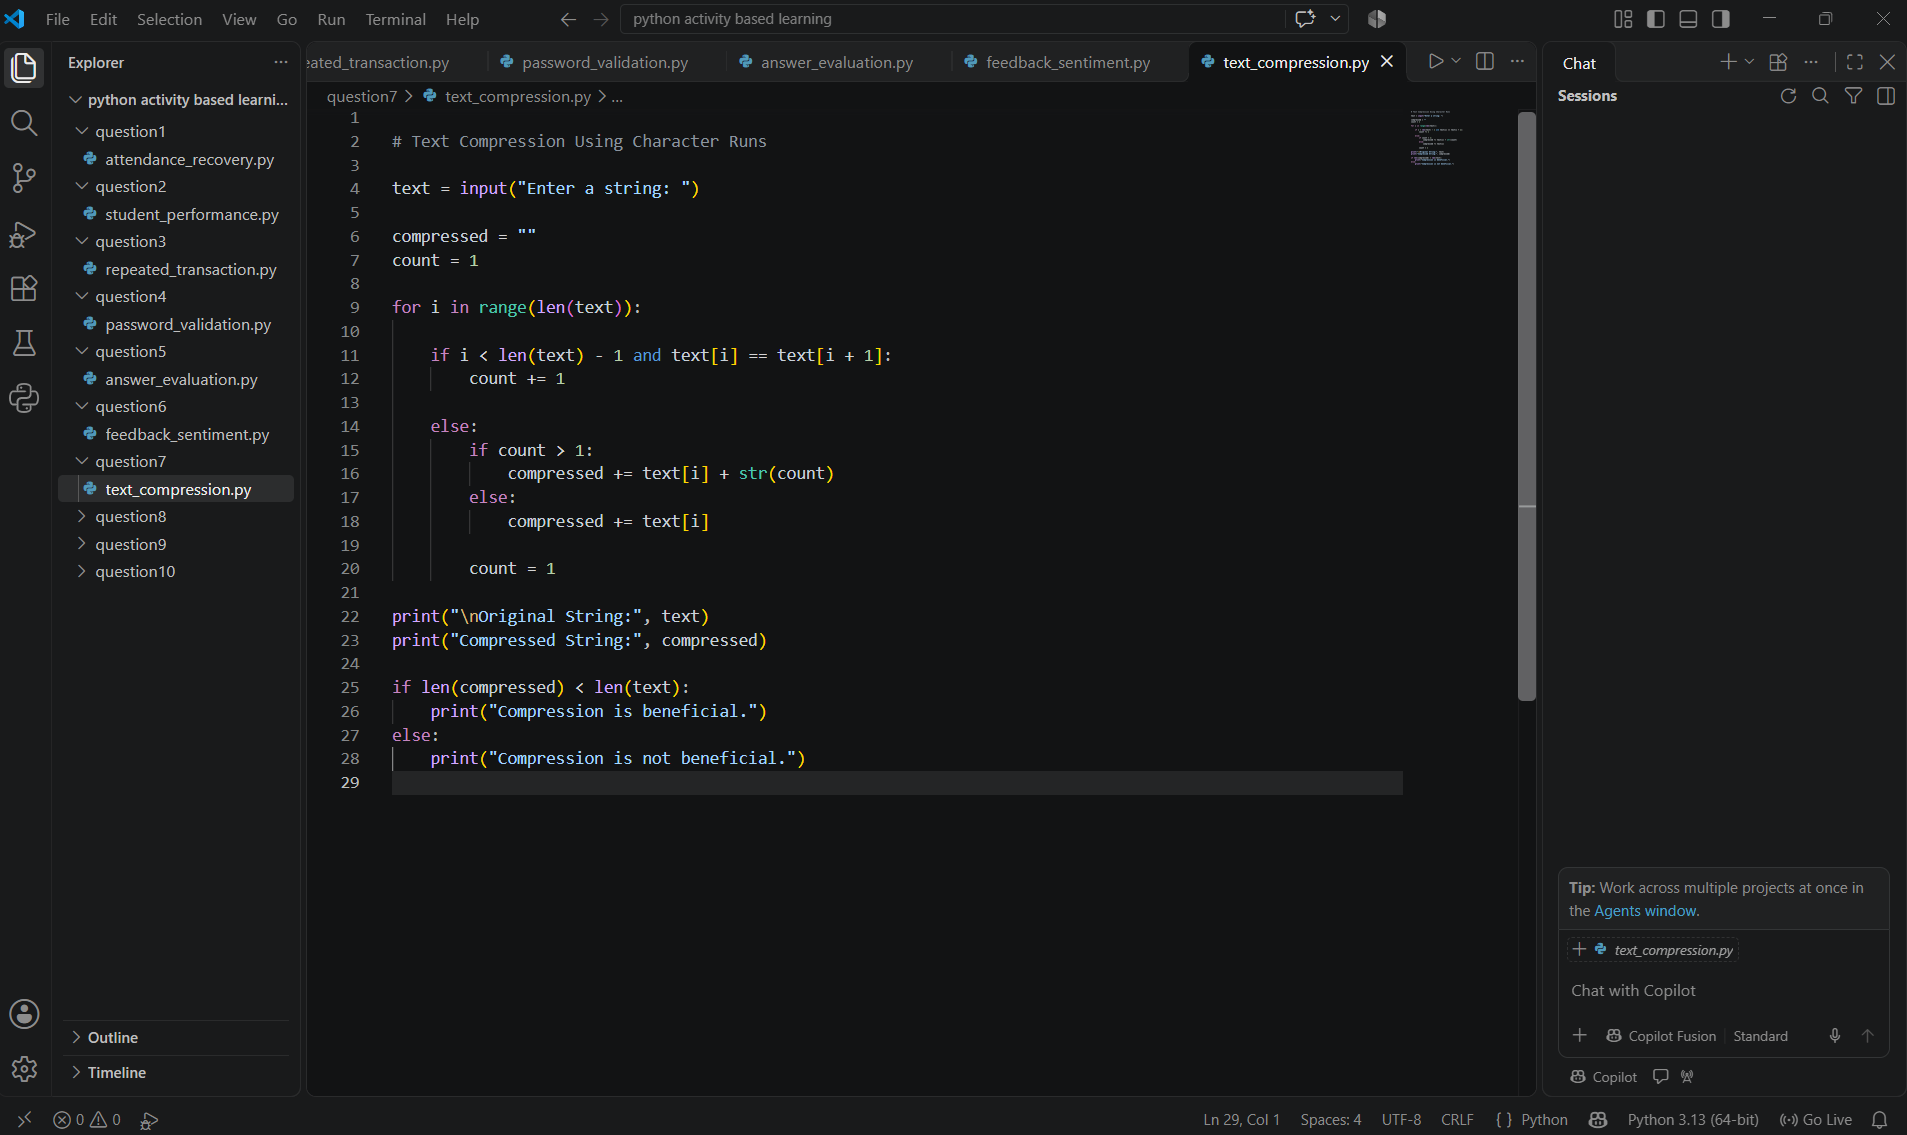 File Edit Selection View Go Run Terminal Help
python activity based learning
Explorer
python activity based learni...
question1
attendance_recovery.py
question2
student_performance.py
question3
repeated_transaction.py
question4
password_validation.py
question5
answer_evaluation.py
question6
feedback_sentiment.py
question7
text_compression.py
question8
question9
question10
Outline
Timeline
eated_transaction.py password_validation.py answer_evaluation.py feedback_sentiment.py text_compression.py
question7 > text_compression.py > ...
1
2 # Text Compression Using Character Runs
3
4 text = input("Enter a string: ")
5
6 compressed = ""
7 count = 1
8
9 for i in range(len(text)):
10
11 if i < len(text) - 1 and text[i] == text[i + 1]:
12 count += 1
13
14 else:
15 if count > 1:
16 compressed += text[i] + str(count)
17 else:
18 compressed += text[i]
19
20 count = 1
21
22 print("\nOriginal String:", text)
23 print("Compressed String:", compressed)
24
25 if len(compressed) < len(text):
26 print("Compression is beneficial.")
27 else:
28 print("Compression is not beneficial.")
29
Chat
Sessions
Tip: Work across multiple projects at once in
the Agents window.
text_compression.py
Chat with Copilot
Copilot Fusion Standard
Copilot
0 0
Ln 29, Col 1 Spaces: 4 UTF-8 CRLF { } Python Python 3.13 (64-bit) Go Live